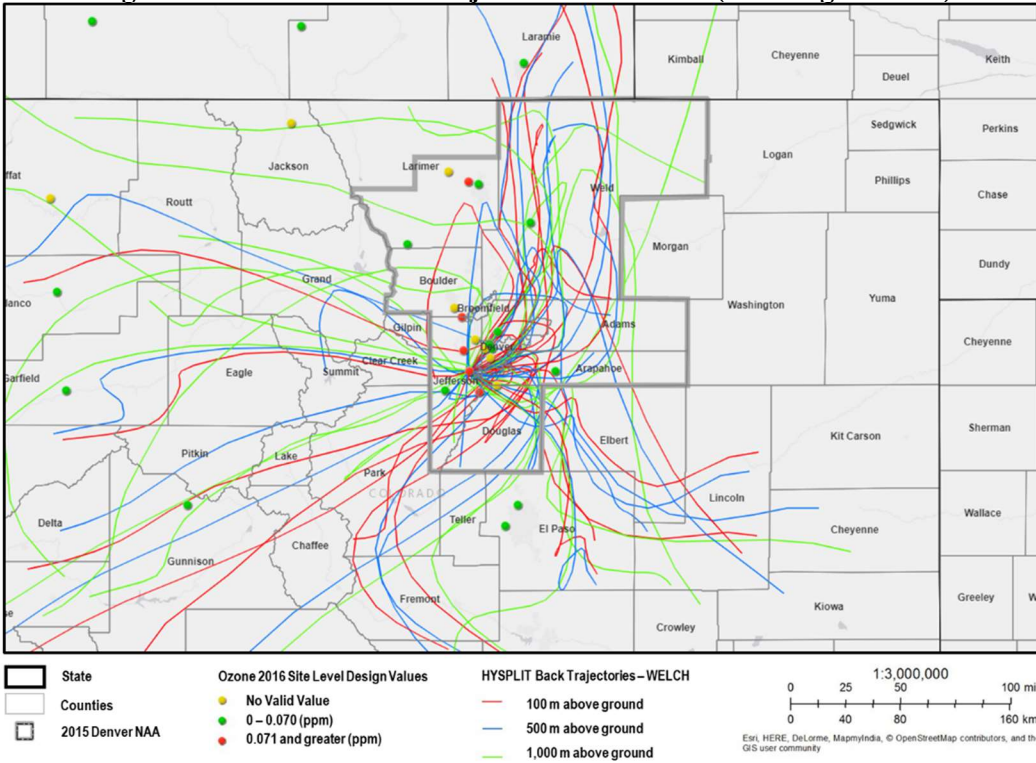 Laramie
Kimball
Cheyenne
Keith
Deuel
Sedgwick
Perkins
Jackson
Larimer
Logan
ffat
Phillips
Routt
Weld
Chase
Morgan
Boulder
Dundy
Grand
lanco
Broomfield
Washington
Yuma
Gilpin
Adams
Denver
Cheyenne
Clear Creek
Garfield
Eagle
Summit
Arapahoe
Jefferson
Douglas
Elbert
Kit Carson
Sherman
Pitkin
Lake
Park
COLORADO
Lincoln
Delta
Teller
El Paso
Cheyenne
Wallace
Gunnison
Chaffee
Fremont
Kiowa
Greeley
W
se
Crowley
State
Counties
2015 Denver NAA
Ozone 2016 Site Level Design Values
No Valid Value
0 – 0.070 (ppm)
0.071 and greater (ppm)
HYSPLIT Back Trajectories – WELCH
100 m above ground
500 m above ground
1,000 m above ground
1:3,000,000
0 25 50 100 mi
0 40 80 160 km
Esri, HERE, DeLorme, MapmyIndia, © OpenStreetMap contributors, and the
GIS user community